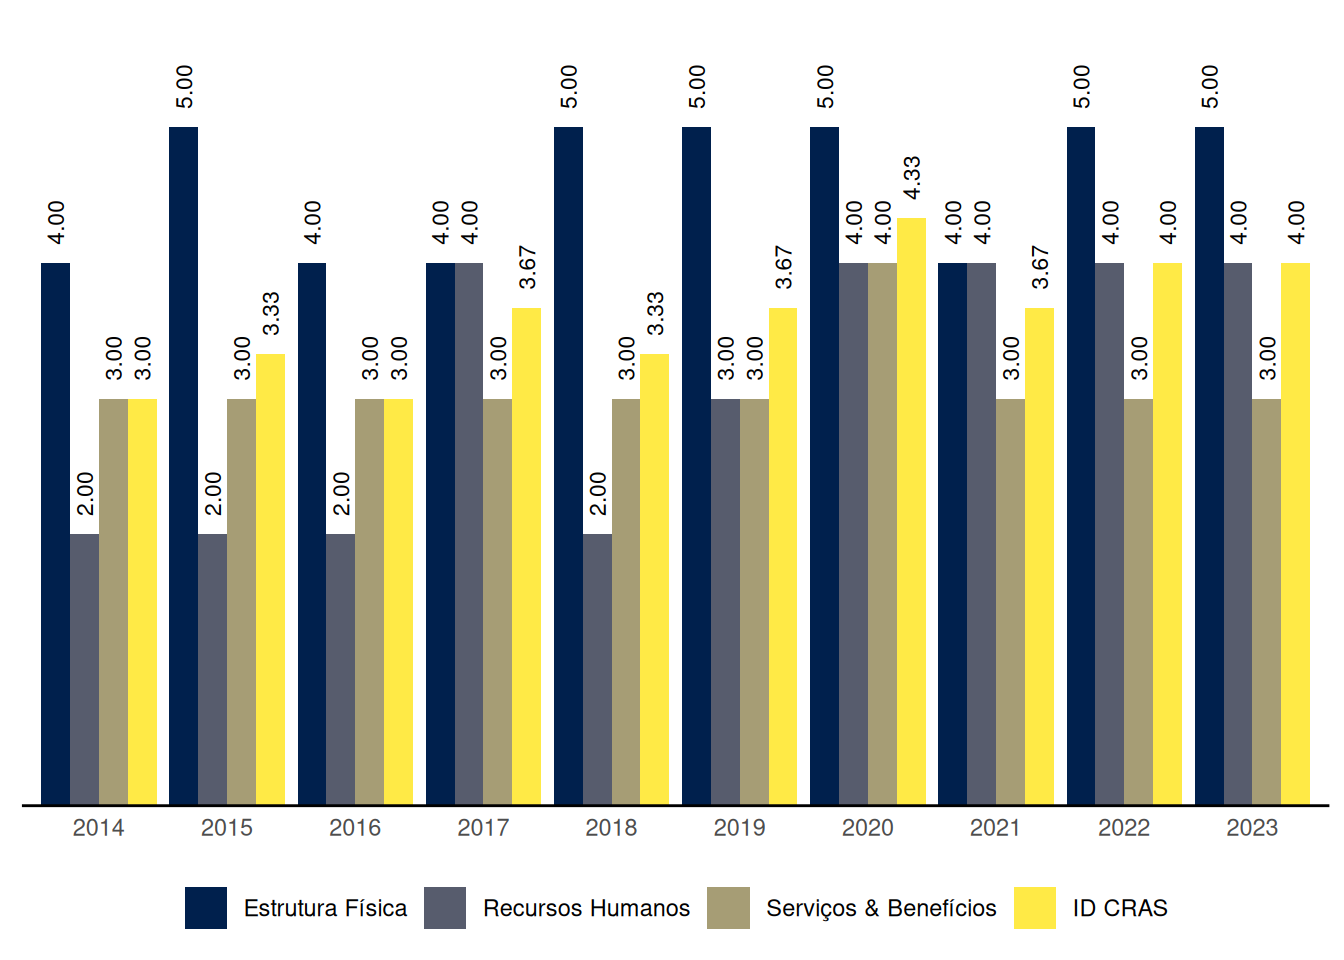 5.00 5.00 5.00 5.00 5.00 5.00
4.33
4.00 4.00 4.00 4.00 4.00 4.00 4.00 4.00 4.00 4.00 4.00
3.67 3.67 3.67
3.33 3.33
3.00 3.00 3.00 3.00 3.00 3.00 3.00 3.00 3.00 3.00 3.00 3.00
2.00 2.00 2.00 2.00
2014 2015 2016 2017 2018 2019 2020 2021 2022 2023
Estrutura Física Recursos Humanos Serviços & Benefícios ID CRAS